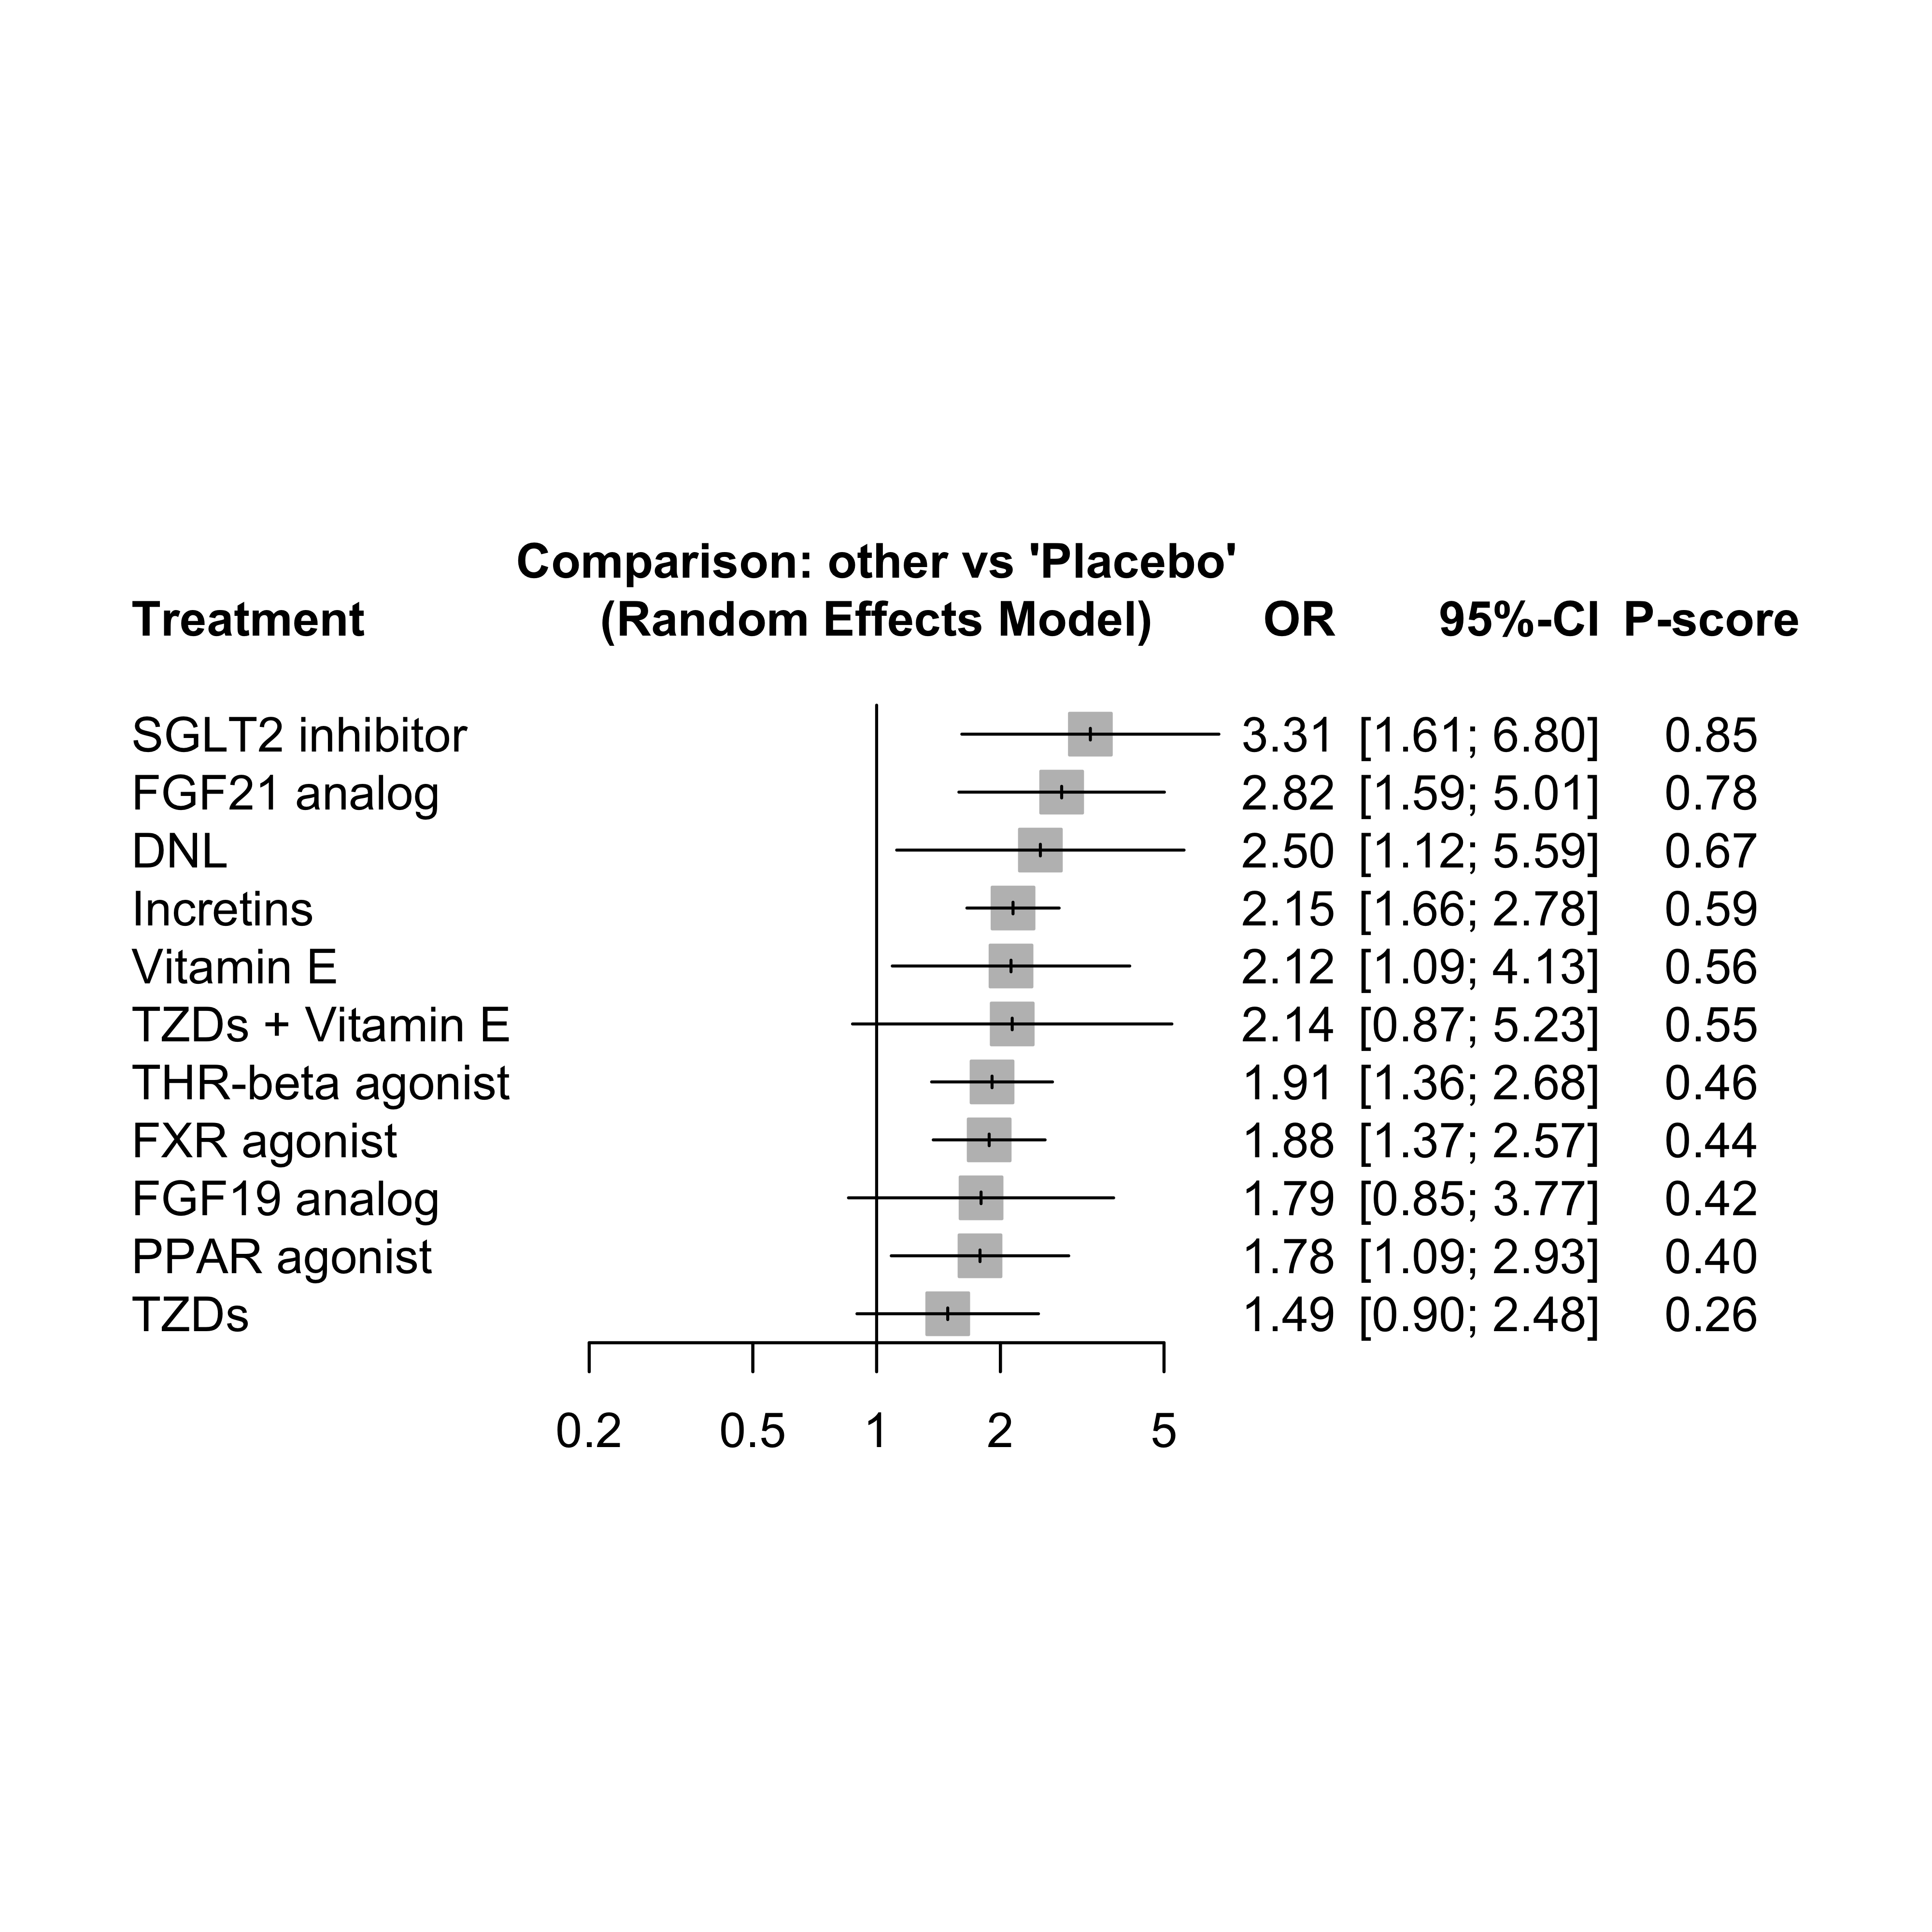 Comparison: other vs 'Placebo'
Treatment (Random Effects Model) OR 95%-CI P-score
SGLT2 inhibitor 3.31 [1.61; 6.80] 0.85
FGF21 analog 2.82 [1.59; 5.01] 0.78
DNL 2.50 [1.12; 5.59] 0.67
Incretins 2.15 [1.66; 2.78] 0.59
Vitamin E 2.12 [1.09; 4.13] 0.56
TZDs + Vitamin E 2.14 [0.87; 5.23] 0.55
THR-beta agonist 1.91 [1.36; 2.68] 0.46
FXR agonist 1.88 [1.37; 2.57] 0.44
FGF19 analog 1.79 [0.85; 3.77] 0.42
PPAR agonist 1.78 [1.09; 2.93] 0.40
TZDs 1.49 [0.90; 2.48] 0.26
0.2 0.5 1 2 5